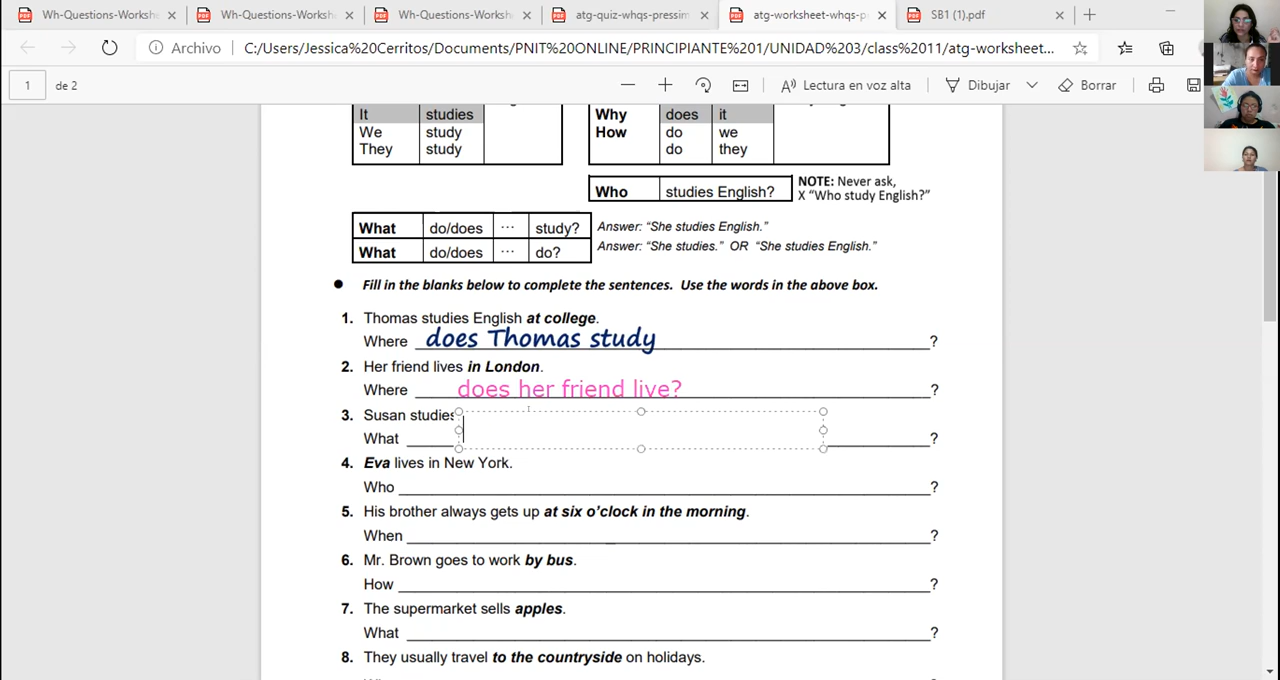 Wh-Questions-Workshe
Wh-Questions-Worksh
Wh-Questions-Worksh
atg-quiz-whqs-pressim
atg-worksheet-whqs-p
SB1 (1).pdf
Archivo
C:/Users/Jessica%20Cerritos/Documents/PNIT%20ONLINE/PRINCIPIANTE%201/UNIDAD%203/class%2011/atg-worksheet...
1 de 2
Lectura en voz alta
Dibujar
Borrar
It studies
We study
They study
Why does it
How do we
do they
Who studies English?
NOTE: Never ask,
X “Who study English?”
What do/does ... study?
Answer: “She studies English.”
What do/does ... do?
Answer: “She studies.” OR “She studies English.”
● Fill in the blanks below to complete the sentences. Use the words in the above box.
1. Thomas studies English at college.
Where does Thomas study ?
2. Her friend lives in London.
Where does her friend live? ?
3. Susan studies
What ?
4. Eva lives in New York.
Who ?
5. His brother always gets up at six o’clock in the morning.
When ?
6. Mr. Brown goes to work by bus.
How ?
7. The supermarket sells apples.
What ?
8. They usually travel to the countryside on holidays.